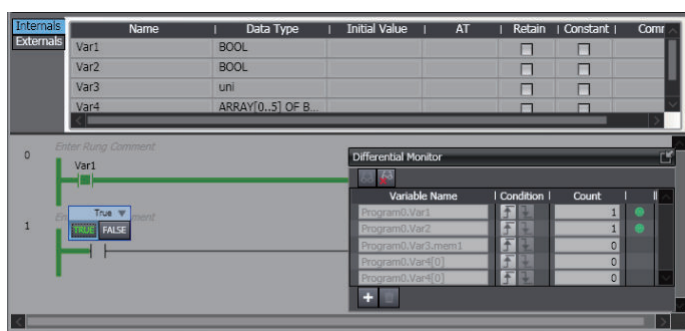 Internals
Externals
Name | Data Type | Initial Value | AT | Retain | Constant | Comm
Var1 BOOL
Var2 BOOL
Var3 uni
Var4 ARRAY[0..5] OF B...
0 Enter Rung Comment
Var1
1
True ▼
TRUE FALSE
Differential Monitor
Variable Name | Condition | Count |
Program0.Var1 1
Program0.Var2 1
Program0.Var3.mem1 0
Program0.Var4[0] 0
Program0.Var4[0] 0